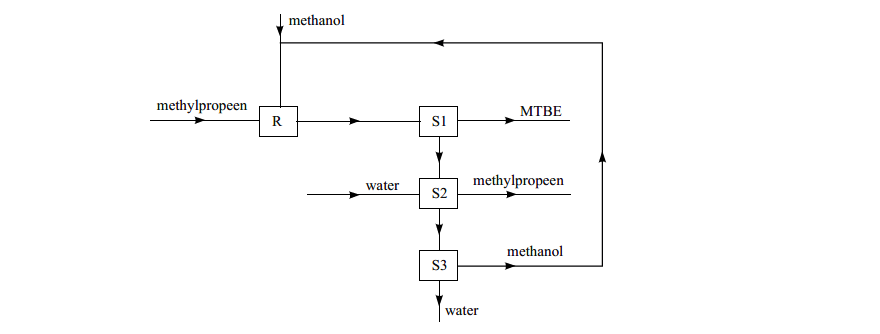 methanol
methylpropeen
R
S1
MTBE
water
S2
methylpropeen
S3
methanol
water